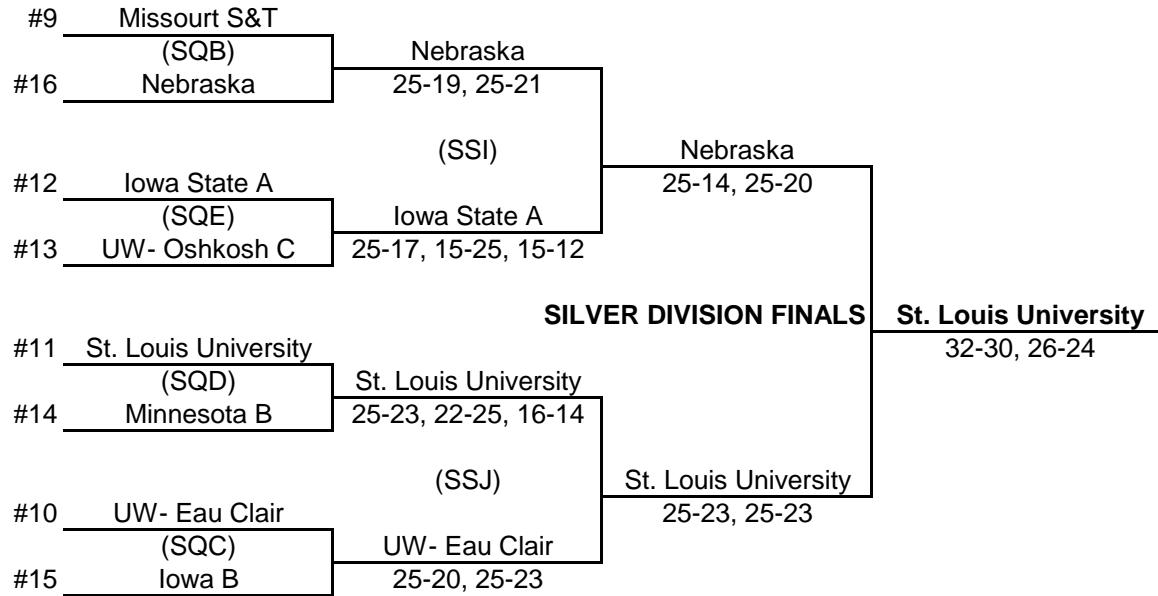 #9 Missourt S&T
(SQB) Nebraska
#16 Nebraska 25-19, 25-21
(SSI) Nebraska
#12 Iowa State A 25-14, 25-20
(SQE) Iowa State A
#13 UW- Oshkosh C 25-17, 15-25, 15-12
SILVER DIVISION FINALS St. Louis University
#11 St. Louis University 32-30, 26-24
(SQD) St. Louis University
#14 Minnesota B 25-23, 22-25, 16-14
(SSJ) St. Louis University
#10 UW- Eau Clair 25-23, 25-23
(SQC) UW- Eau Clair
#15 Iowa B 25-20, 25-23